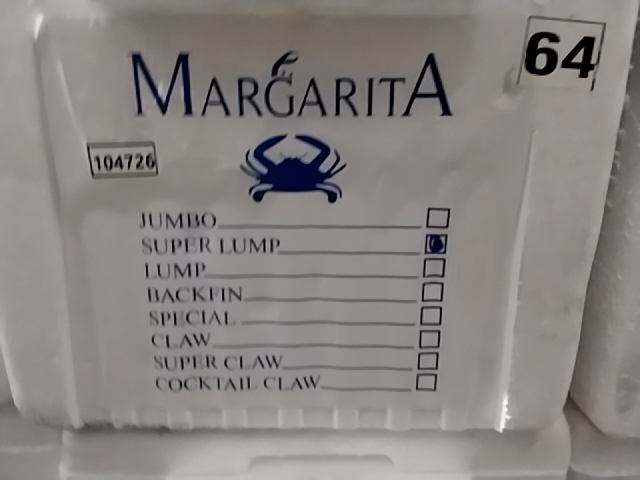 64
MARGARITA
104726
JUMBO
SUPER LUMP
LUMP
BACKFIN
SPECIAL
CLAW
SUPER CLAW
COCKTAIL CLAW